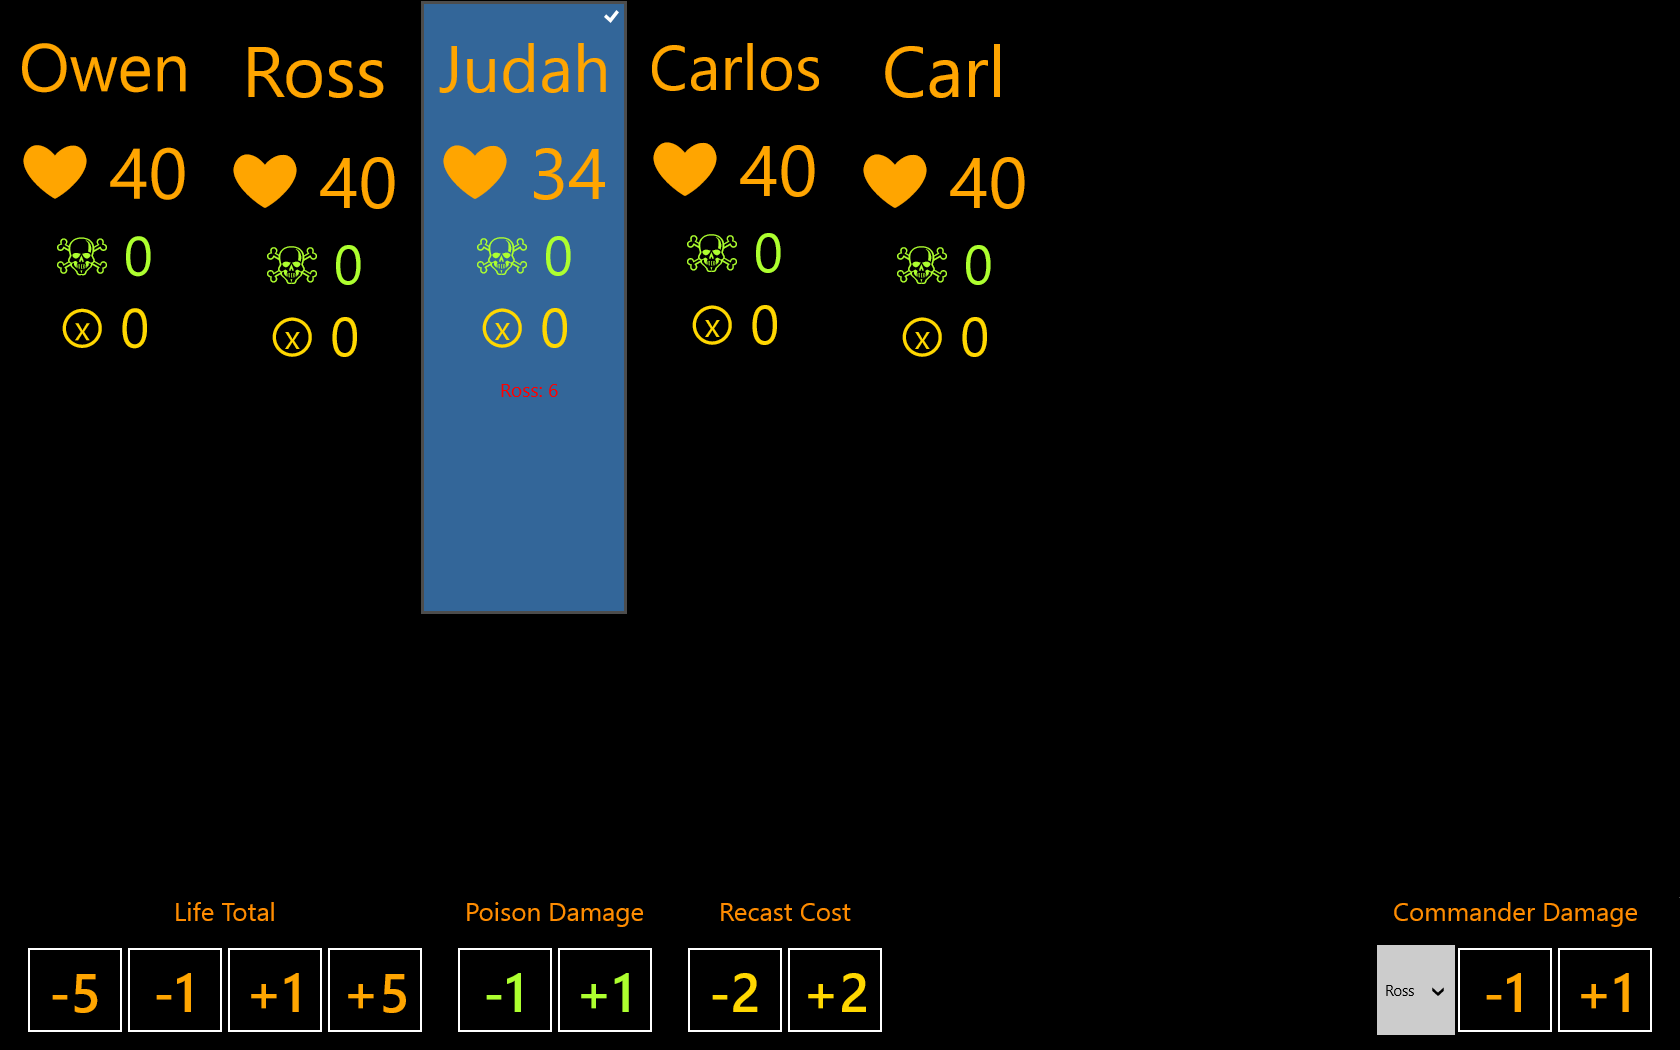 Owen
40
0
x 0
Ross
40
0
x 0
Judah
34
0
x 0
Ross: 6
Carlos
40
0
x 0
Carl
40
0
x 0
Life Total
-5 -1 +1 +5
Poison Damage
-1 +1
Recast Cost
-2 +2
Commander Damage
Ross -1 +1